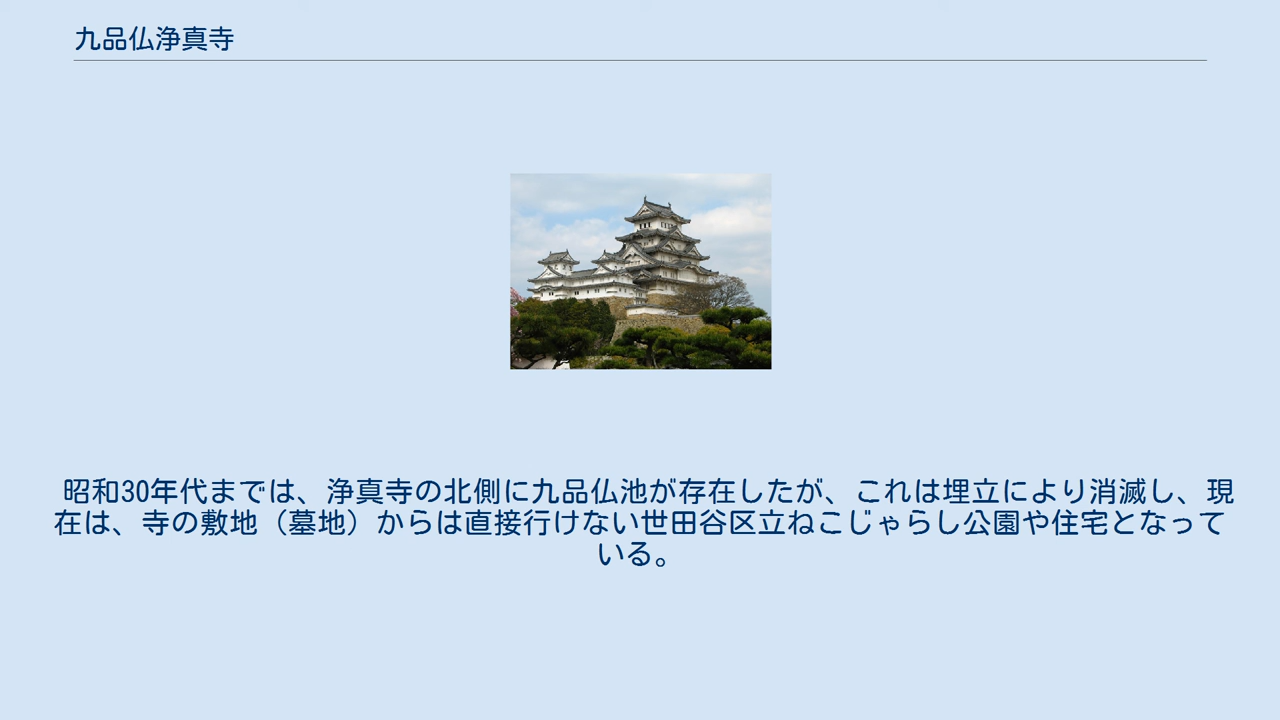 九品仏浄真寺
昭和30年代までは、浄真寺の北側に九品仏池が存在したが、これは埋立により消滅し、現
在は、寺の敷地（墓地）からは直接行けない世田谷区立ねこじゃらし公園や住宅となって
いる。